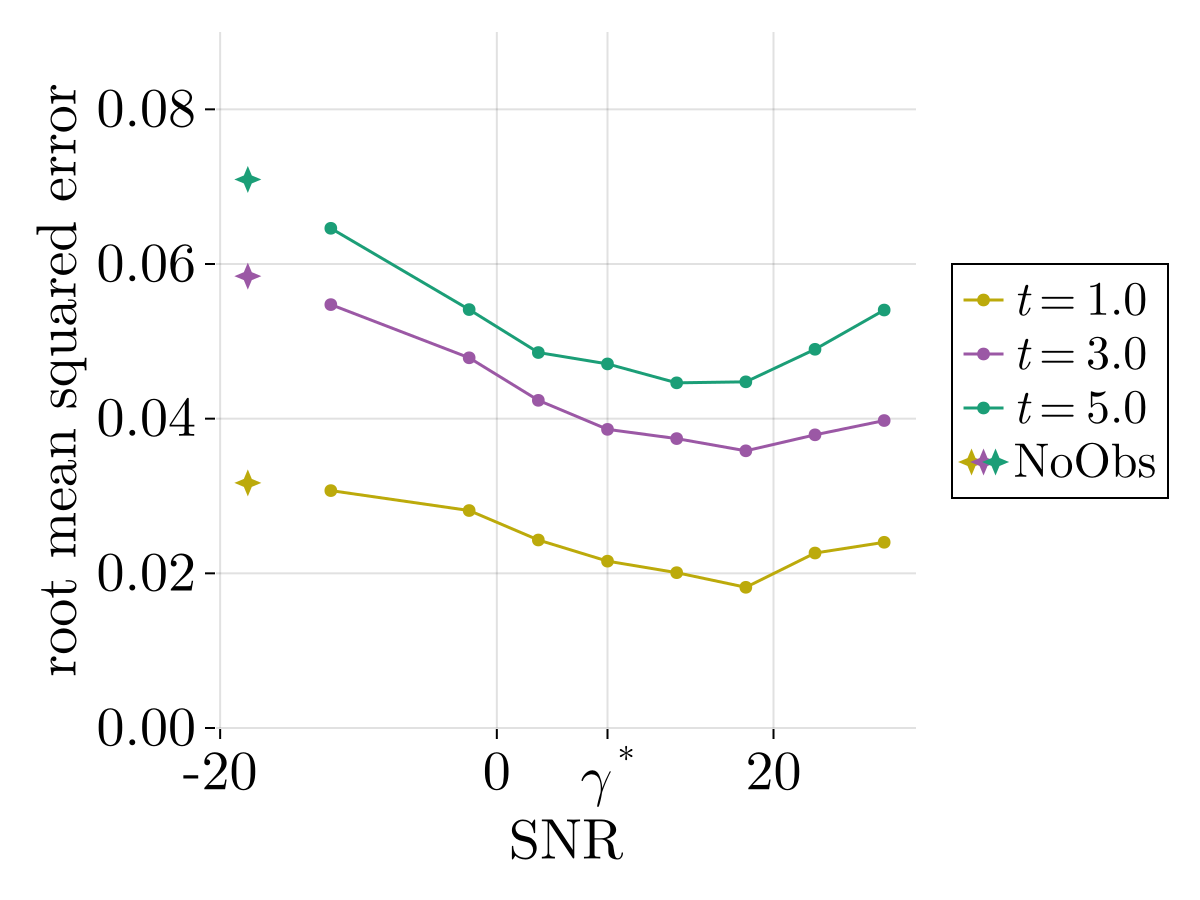 root mean squared error
0.08
0.06
0.04
0.02
0.00
-20 0 γ* 20
SNR
t = 1.0
t = 3.0
t = 5.0
NoObs